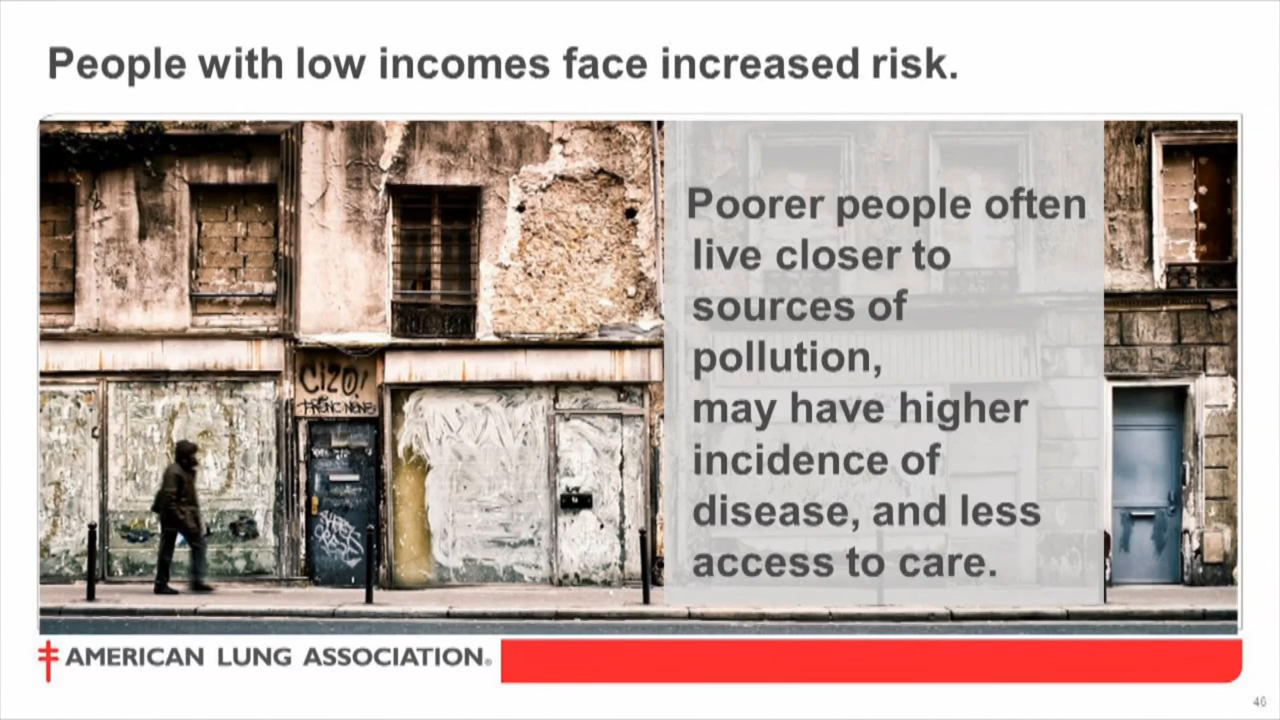 People with low incomes face increased risk.
Poorer people often
live closer to
sources of
pollution,
may have higher
incidence of
disease, and less
access to care.
CIZO!
AMERICAN LUNG ASSOCIATION®
46